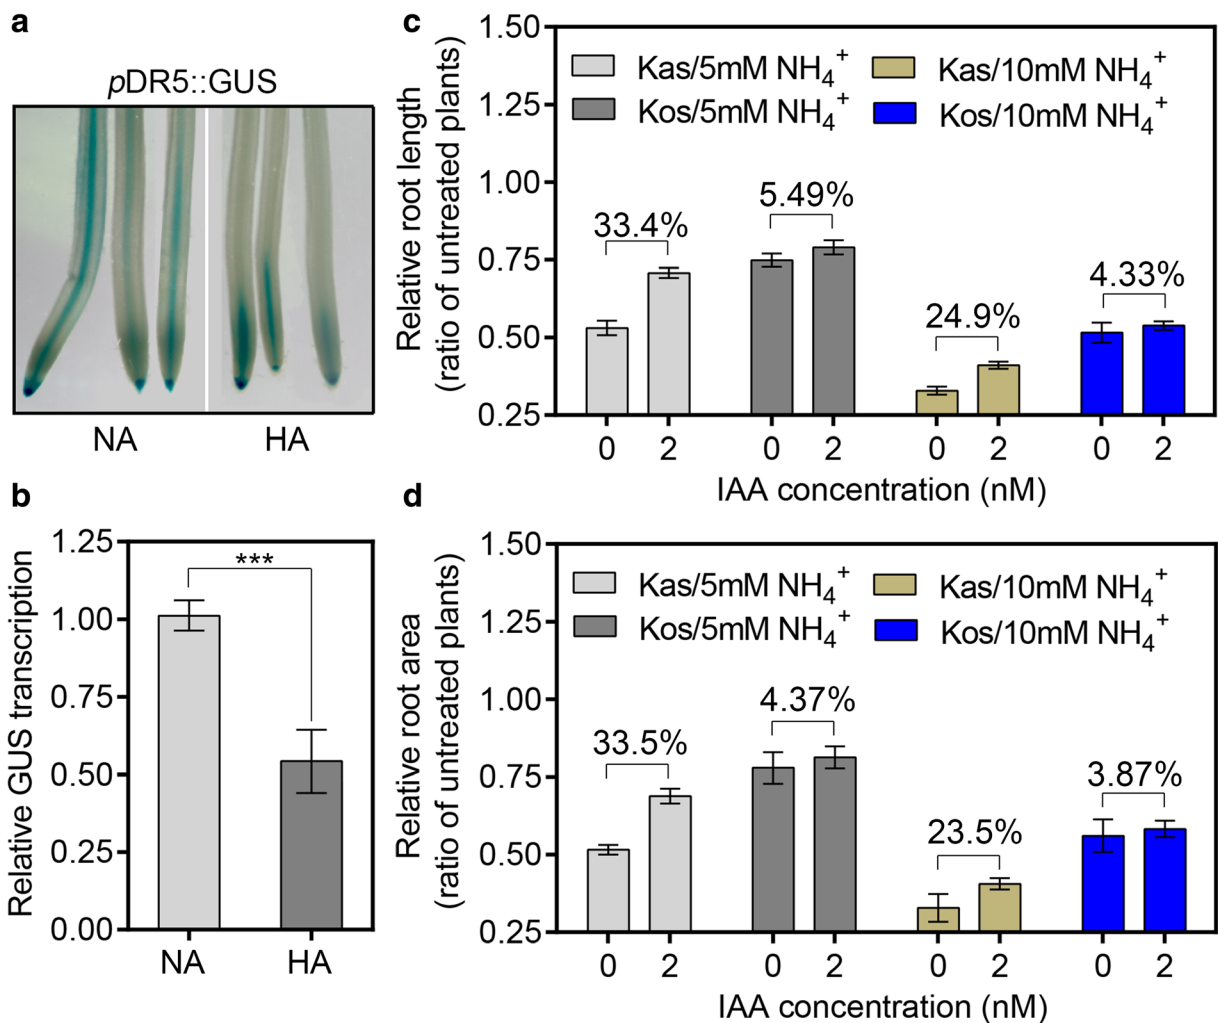 a
pDR5::GUS
NA
HA
b
Relative GUS transcription
1.25
1.00
0.75
0.50
0.25
0.00
***
NA
HA
c
Relative root length
(ratio of untreated plants)
1.50
1.25
1.00
0.75
0.50
0.25
Kas/5mM NH₄⁺
Kos/5mM NH₄⁺
Kas/10mM NH₄⁺
Kos/10mM NH₄⁺
33.4%
5.49%
24.9%
4.33%
0 2 0 2 0 2 0 2
IAA concentration (nM)
d
Relative root area
(ratio of untreated plants)
1.50
1.25
1.00
0.75
0.50
0.25
Kas/5mM NH₄⁺
Kos/5mM NH₄⁺
Kas/10mM NH₄⁺
Kos/10mM NH₄⁺
33.5%
4.37%
23.5%
3.87%
0 2 0 2 0 2 0 2
IAA concentration (nM)